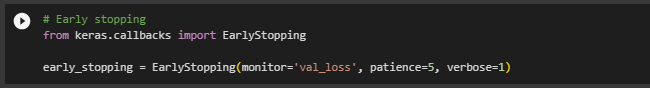 # Early stopping
from keras.callbacks import EarlyStopping
early_stopping = EarlyStopping(monitor='val_loss', patience=5, verbose=1)